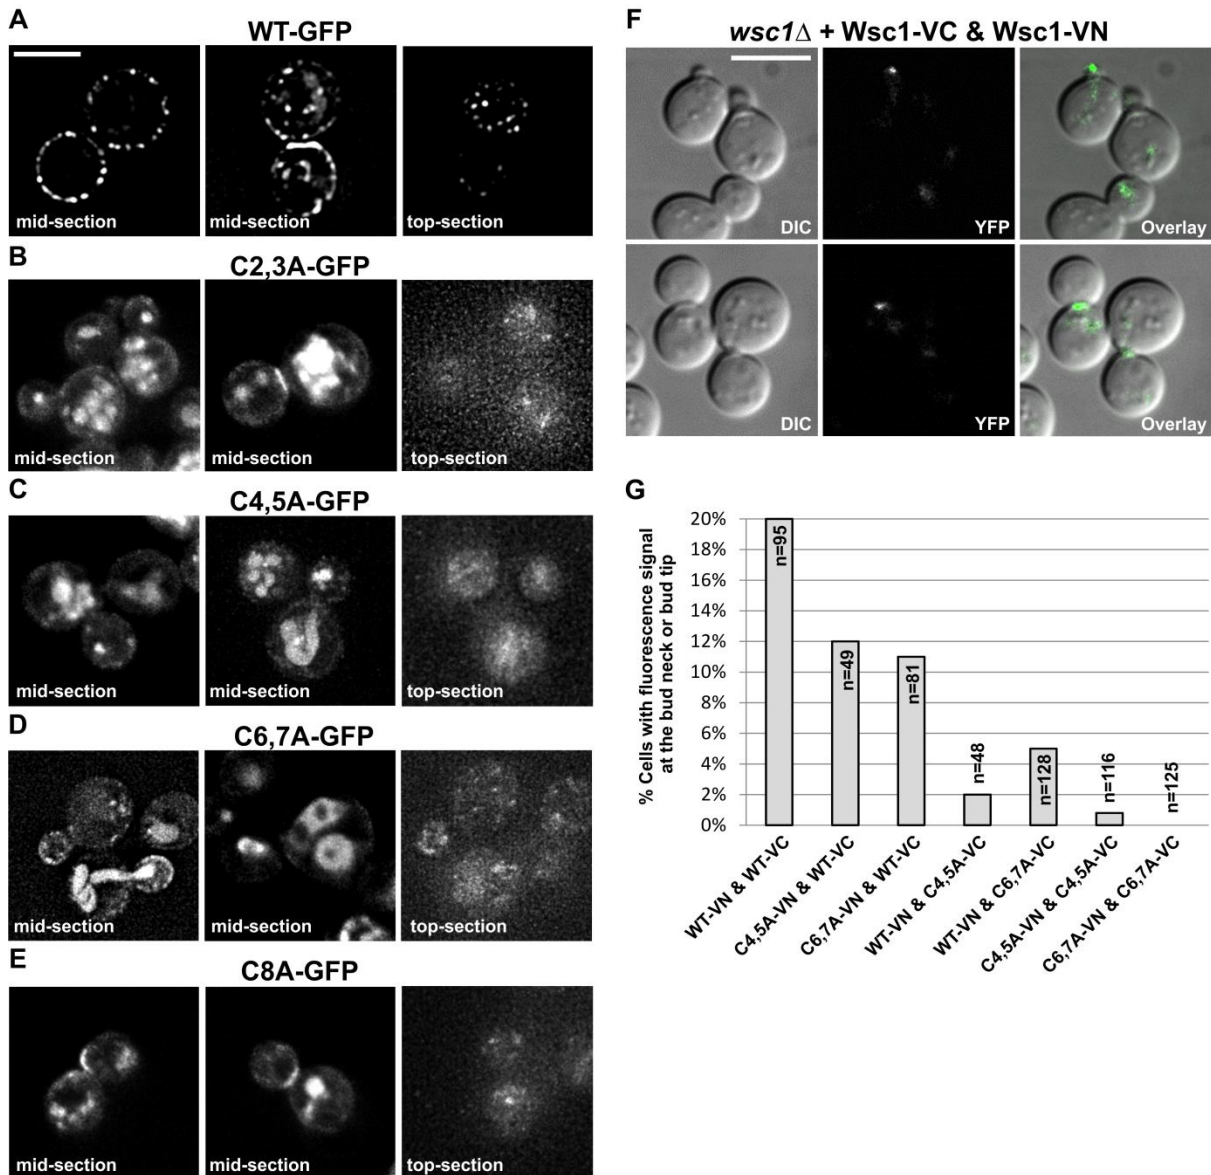 A
WT-GFP
mid-section
mid-section
top-section
B
C2,3A-GFP
mid-section
mid-section
top-section
C
C4,5A-GFP
mid-section
mid-section
top-section
D
C6,7A-GFP
mid-section
mid-section
top-section
E
C8A-GFP
mid-section
mid-section
top-section
F
wsc1Δ + Wsc1-VC & Wsc1-VN
DIC
YFP
Overlay
DIC
YFP
Overlay
G
% Cells with fluorescence signal
at the bud neck or bud tip
20%
18%
16%
14%
12%
10%
8%
6%
4%
2%
0%
n=95
n=49
n=81
n=48
n=128
n=116
n=125
WT-VN & WT-VC
C4,5A-VN & WT-VC
C6,7A-VN & WT-VC
WT-VN & C4,5A-VC
WT-VN & C6,7A-VC
C4,5A-VN & C4,5A-VC
C6,7A-VN & C6,7A-VC